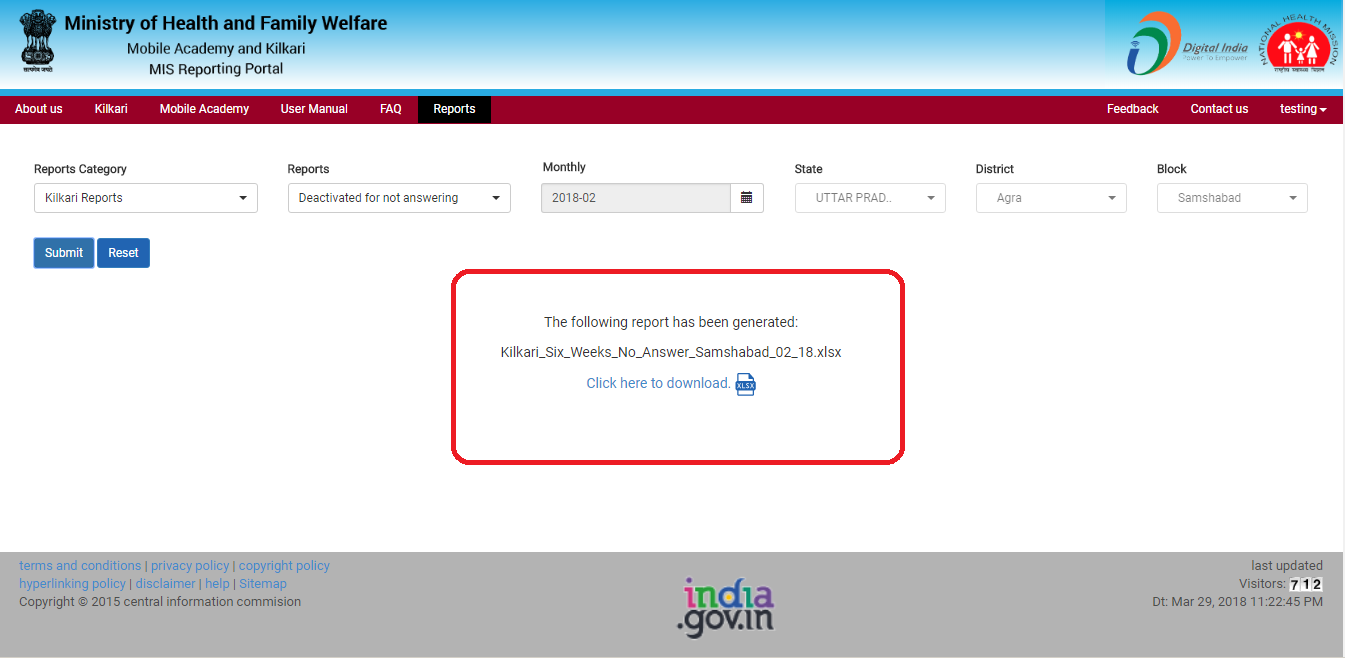 Ministry of Health and Family Welfare
Mobile Academy and Kilkari
MIS Reporting Portal
सत्यमेव जयते
Digital India
Power To Empower
NATIONAL HEALTH MISSION
राष्ट्रीय स्वास्थ्य मिशन
About us Kilkari Mobile Academy User Manual FAQ Reports Feedback Contact us testing
Reports Category Reports Monthly State District Block
Kilkari Reports Deactivated for not answering 2018-02 UTTAR PRAD.. Agra Samshabad
Submit Reset
The following report has been generated:
Kilkari_Six_Weeks_No_Answer_Samshabad_02_18.xlsx
Click here to download. XLSX
terms and conditions | privacy policy | copyright policy
hyperlinking policy | disclaimer | help | Sitemap
Copyright © 2015 central information commision
india
.gov.in
last updated
Visitors: 712
Dt: Mar 29, 2018 11:22:45 PM